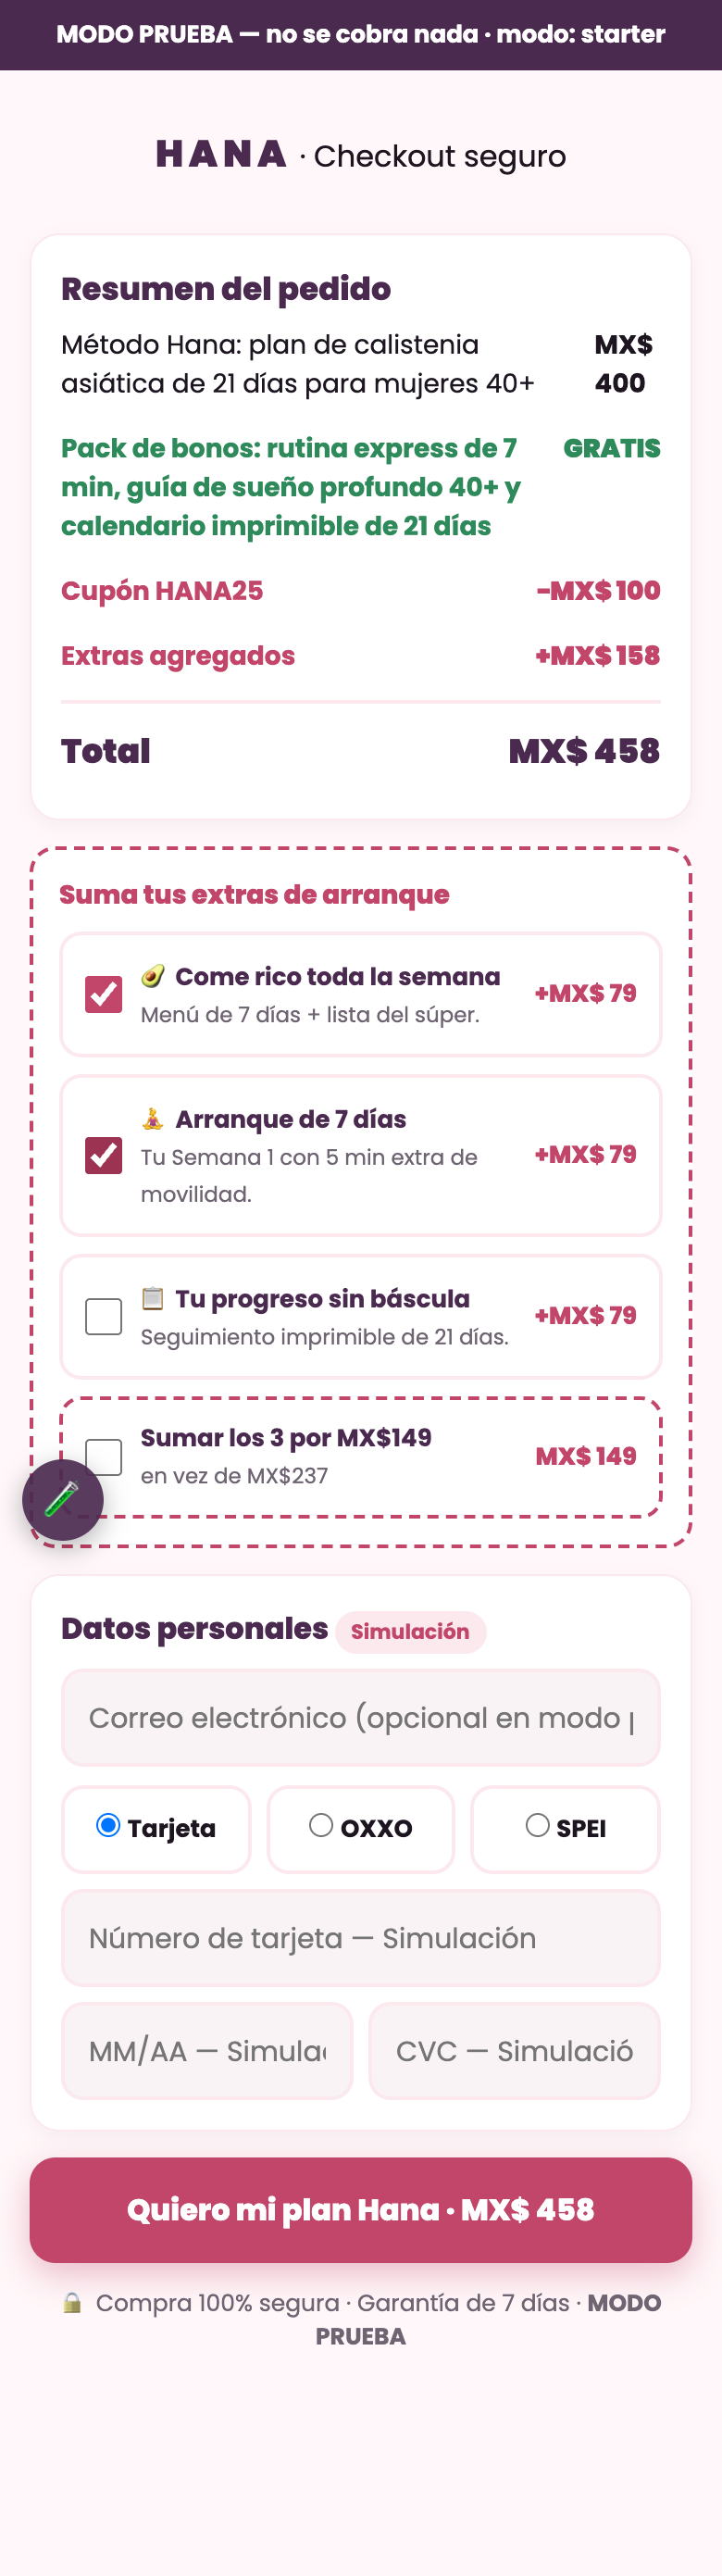 MODO PRUEBA — no se cobra nada · modo: starter
HANA · Checkout seguro
Resumen del pedido
Método Hana: plan de calistenia
asiática de 21 días para mujeres 40+
MX$
400
Pack de bonos: rutina express de 7
min, guía de sueño profundo 40+ y
calendario imprimible de 21 días
GRATIS
Cupón HANA25
−MX$ 100
Extras agregados
+MX$ 158
Total
MX$ 458
Suma tus extras de arranque
🥑 Come rico toda la semana
Menú de 7 días + lista del súper.
+MX$ 79
🧘 Arranque de 7 días
Tu Semana 1 con 5 min extra de
movilidad.
+MX$ 79
📋 Tu progreso sin báscula
Seguimiento imprimible de 21 días.
+MX$ 79
Sumar los 3 por MX$149
en vez de MX$237
MX$ 149
Datos personales
Simulación
Correo electrónico (opcional en modo
Tarjeta
OXXO
SPEI
Número de tarjeta — Simulación
MM/AA — Simula
CVC — Simulació
Quiero mi plan Hana · MX$ 458
🔒 Compra 100% segura · Garantía de 7 días · MODO
PRUEBA